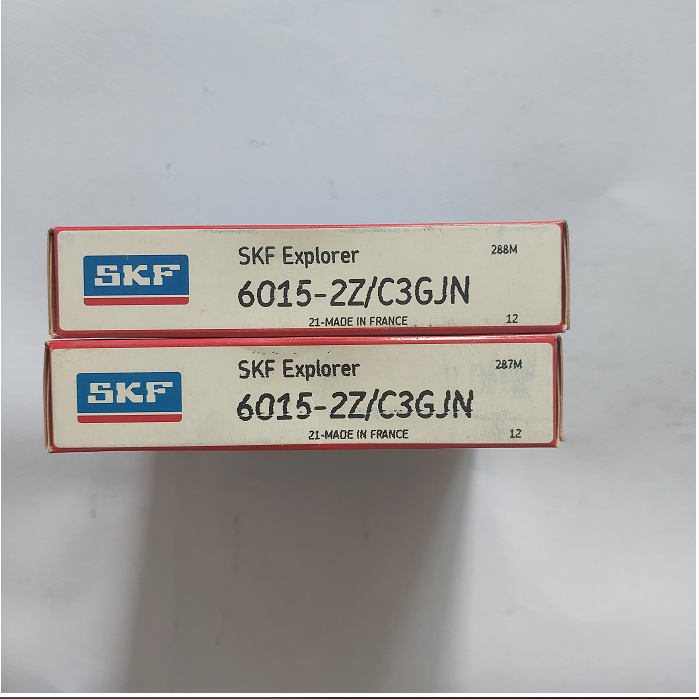 SKF
SKF Explorer
288M
6015-2Z/C3GJN
21-MADE IN FRANCE
12
SKF
SKF Explorer
287M
6015-2Z/C3GJN
21-MADE IN FRANCE
12